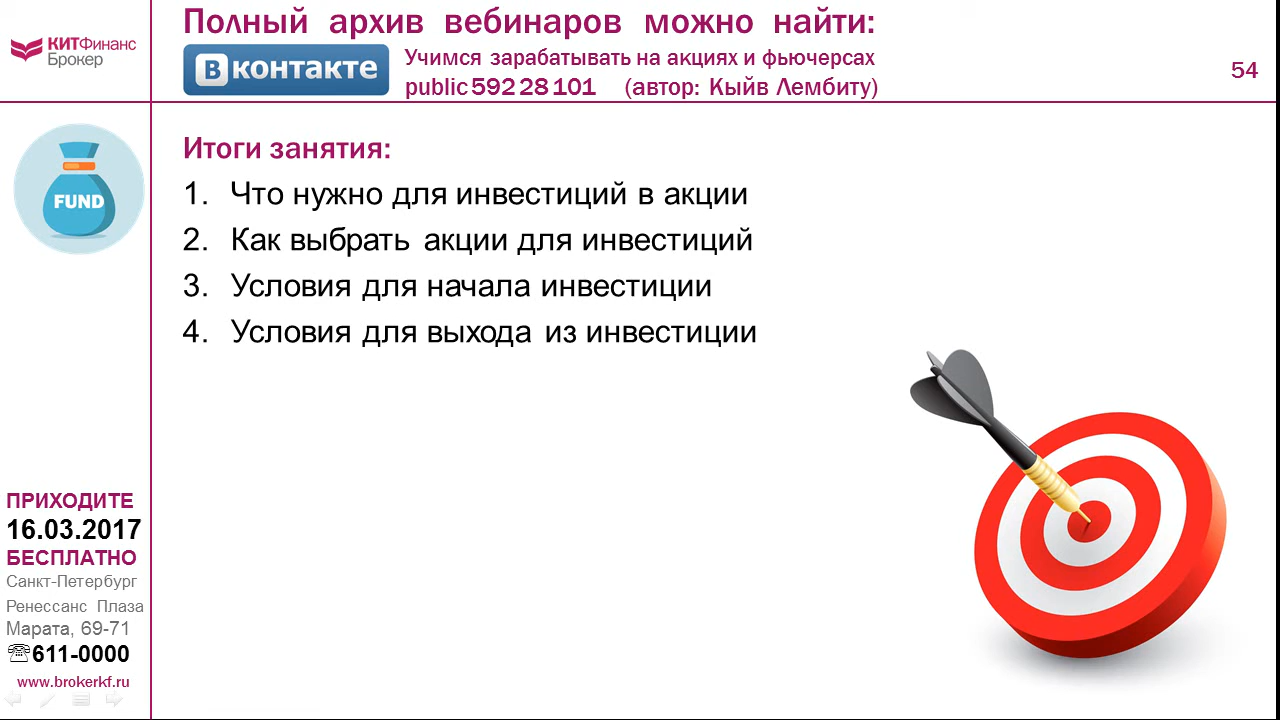 КИТФинанс
Брокер
Полный архив вебинаров можно найти:
В контакте
Учимся зарабатывать на акциях и фьючерсах
public 592 28 101 (автор: Кыйв Лембиту)
54
FUND
Итоги занятия:
1. Что нужно для инвестиций в акции
2. Как выбрать акции для инвестиций
3. Условия для начала инвестиции
4. Условия для выхода из инвестиции
ПРИХОДИТЕ
16.03.2017
БЕСПЛАТНО
Санкт-Петербург
Ренессанс Плаза
Марата, 69-71
☏611-0000
www.brokerkf.ru